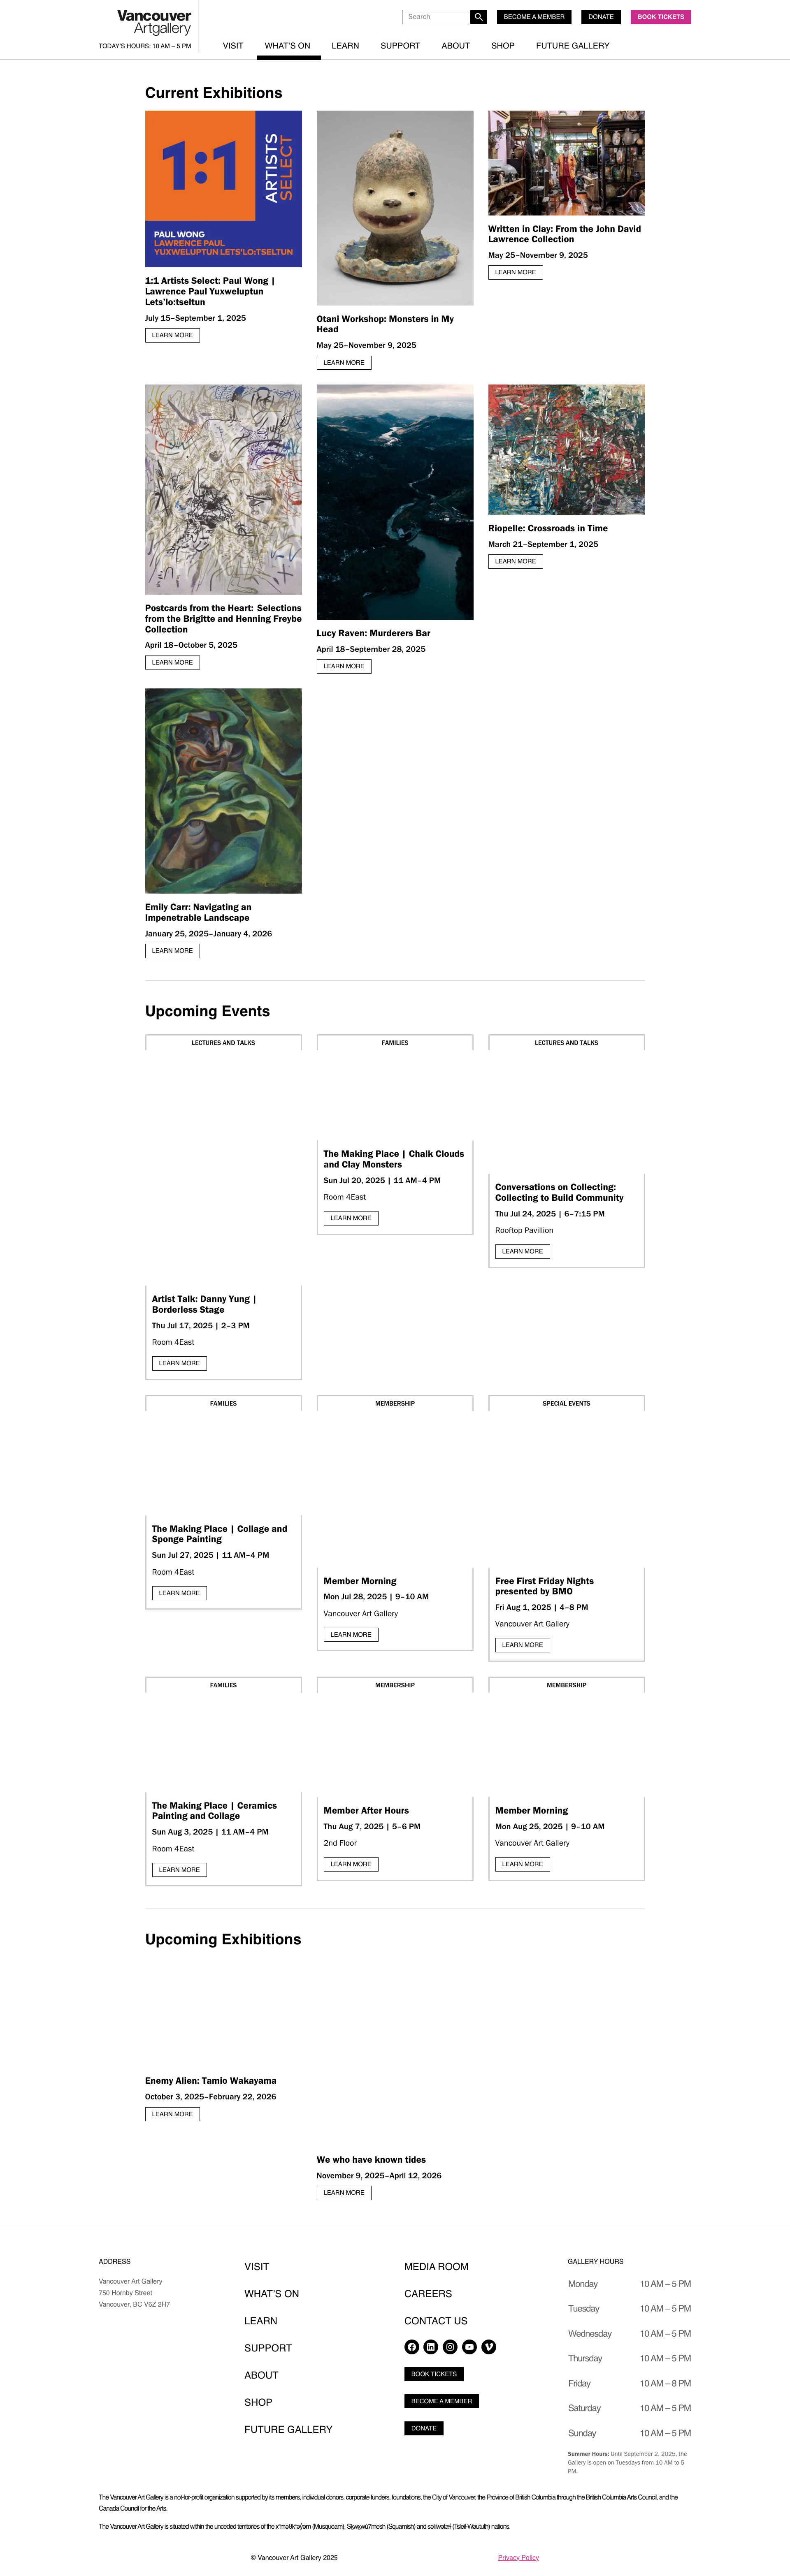 Vancouver
Artgallery
TODAY'S HOURS: 10 AM – 5 PM
Search
BECOME A MEMBER
DONATE
BOOK TICKETS
VISIT
WHAT'S ON
LEARN
SUPPORT
ABOUT
SHOP
FUTURE GALLERY
Current Exhibitions
1:1
ARTISTS
SELECT
PAUL WONG
LAWRENCE PAUL
YUXWELUPTUN LETS'LO:TSELTUN
1:1 Artists Select: Paul Wong |
Lawrence Paul Yuxweluptun
Lets'lo:tseltun
July 15–September 1, 2025
LEARN MORE
Otani Workshop: Monsters in My
Head
May 25–November 9, 2025
LEARN MORE
Written in Clay: From the John David
Lawrence Collection
May 25–November 9, 2025
LEARN MORE
Postcards from the Heart: Selections
from the Brigitte and Henning Freybe
Collection
April 18–October 5, 2025
LEARN MORE
Lucy Raven: Murderers Bar
April 18–September 28, 2025
LEARN MORE
Riopelle: Crossroads in Time
March 21–September 1, 2025
LEARN MORE
Emily Carr: Navigating an
Impenetrable Landscape
January 25, 2025–January 4, 2026
LEARN MORE
Upcoming Events
LECTURES AND TALKS
Artist Talk: Danny Yung |
Borderless Stage
Thu Jul 17, 2025 | 2–3 PM
Room 4East
LEARN MORE
FAMILIES
The Making Place | Chalk Clouds
and Clay Monsters
Sun Jul 20, 2025 | 11 AM–4 PM
Room 4East
LEARN MORE
LECTURES AND TALKS
Conversations on Collecting:
Collecting to Build Community
Thu Jul 24, 2025 | 6–7:15 PM
Rooftop Pavillion
LEARN MORE
FAMILIES
The Making Place | Collage and
Sponge Painting
Sun Jul 27, 2025 | 11 AM–4 PM
Room 4East
LEARN MORE
MEMBERSHIP
Member Morning
Mon Jul 28, 2025 | 9–10 AM
Vancouver Art Gallery
LEARN MORE
SPECIAL EVENTS
Free First Friday Nights
presented by BMO
Fri Aug 1, 2025 | 4–8 PM
Vancouver Art Gallery
LEARN MORE
FAMILIES
The Making Place | Ceramics
Painting and Collage
Sun Aug 3, 2025 | 11 AM–4 PM
Room 4East
LEARN MORE
MEMBERSHIP
Member After Hours
Thu Aug 7, 2025 | 5–6 PM
2nd Floor
LEARN MORE
MEMBERSHIP
Member Morning
Mon Aug 25, 2025 | 9–10 AM
Vancouver Art Gallery
LEARN MORE
Upcoming Exhibitions
Enemy Alien: Tamio Wakayama
October 3, 2025–February 22, 2026
LEARN MORE
We who have known tides
November 9, 2025–April 12, 2026
LEARN MORE
ADDRESS
Vancouver Art Gallery
750 Hornby Street
Vancouver, BC V6Z 2H7
VISIT
WHAT'S ON
LEARN
SUPPORT
ABOUT
SHOP
FUTURE GALLERY
MEDIA ROOM
CAREERS
CONTACT US
BOOK TICKETS
BECOME A MEMBER
DONATE
GALLERY HOURS
Monday 10 AM – 5 PM
Tuesday 10 AM – 5 PM
Wednesday 10 AM – 5 PM
Thursday 10 AM – 5 PM
Friday 10 AM – 8 PM
Saturday 10 AM – 5 PM
Sunday 10 AM – 5 PM
Summer Hours: Until September 2, 2025, the
Gallery is open on Tuesdays from 10 AM to 5
PM.
The Vancouver Art Gallery is a not-for-profit organization supported by its members, individual donors, corporate funders, foundations, the City of Vancouver, the Province of British Columbia through the British Columbia Arts Council, and the
Canada Council for the Arts.
The Vancouver Art Gallery is situated within the unceded territories of the xʷməθkʷəy̓əm (Musqueam), Sḵwx̱wú7mesh (Squamish) and səlilwətaɬ (Tsleil-Waututh) nations.
© Vancouver Art Gallery 2025
Privacy Policy